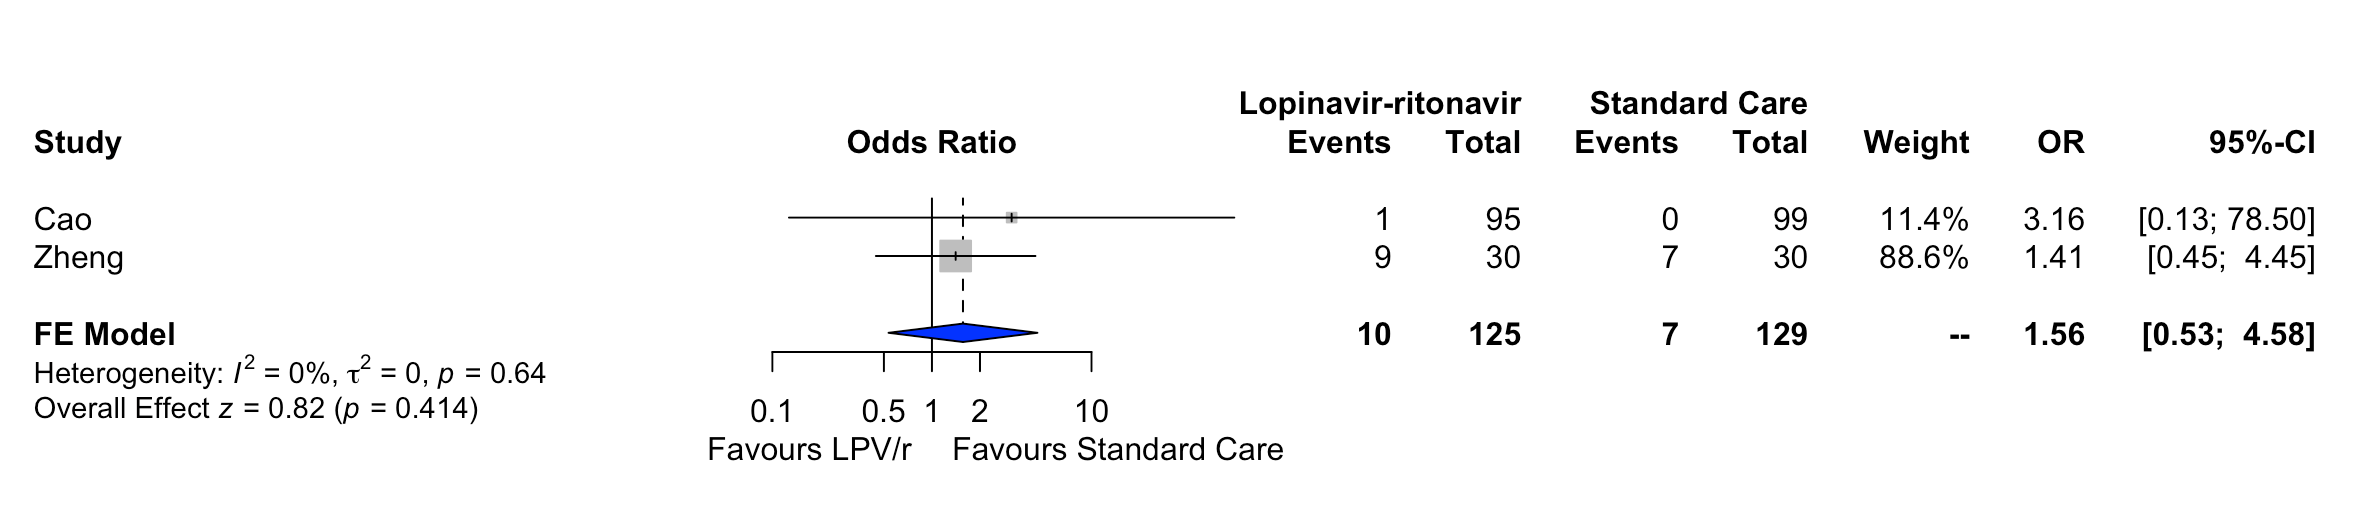 Lopinavir-ritonavir Standard Care
Study Odds Ratio Events Total Events Total Weight OR 95%-CI
Cao 1 95 0 99 11.4% 3.16 [0.13; 78.50]
Zheng 9 30 7 30 88.6% 1.41 [0.45; 4.45]
FE Model 10 125 7 129 -- 1.56 [0.53; 4.58]
Heterogeneity: I² = 0%, τ² = 0, p = 0.64
Overall Effect z = 0.82 (p = 0.414)
0.1 0.5 1 2 10
Favours LPV/r Favours Standard Care